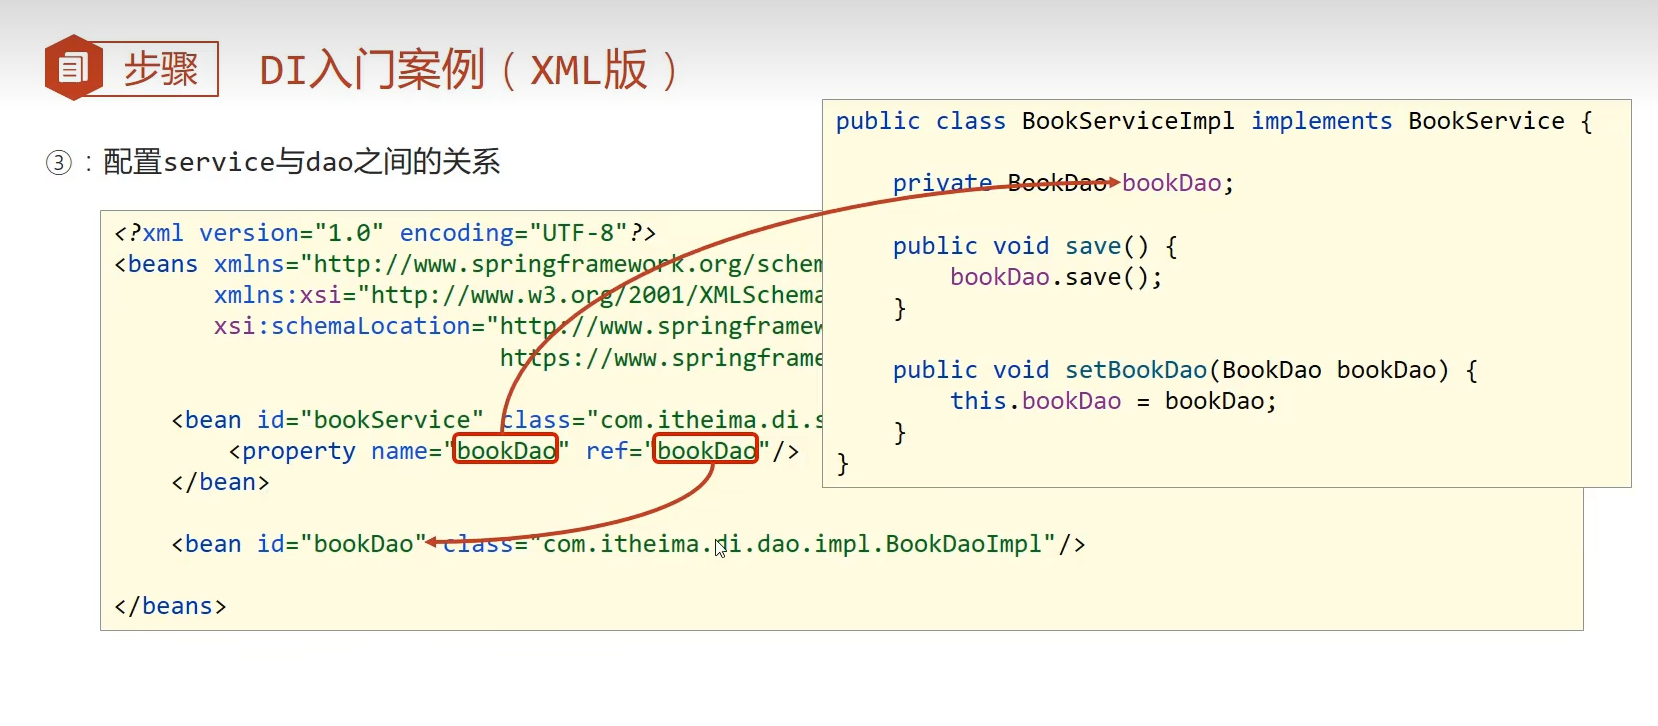 步骤 DI入门案例（XML版）
③：配置service与dao之间的关系
<?xml version="1.0" encoding="UTF-8"?>
<beans xmlns="http://www.springframework.org/schem
xmlns:xsi="http://www.w3.org/2001/XMLSchema
xsi:schemaLocation="http://www.springframew
https://www.springframe
<bean id="bookService" class="com.itheima.di.s
<property name="bookDao" ref="bookDao"/>
</bean>
<bean id="bookDao" class="com.itheima.di.dao.impl.BookDaoImpl"/>
</beans>
public class BookServiceImpl implements BookService {
private BookDao bookDao;
public void save() {
bookDao.save();
}
public void setBookDao(BookDao bookDao) {
this.bookDao = bookDao;
}
}